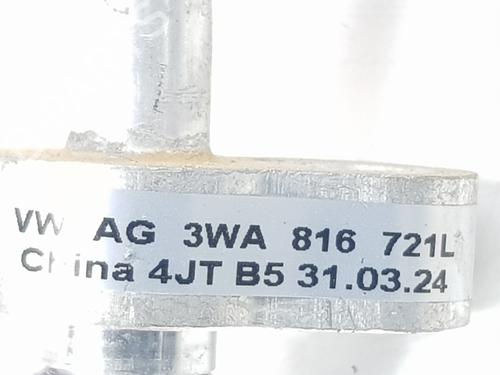 VW AG 3WA 816 721L
China 4JT B5 31.03.24